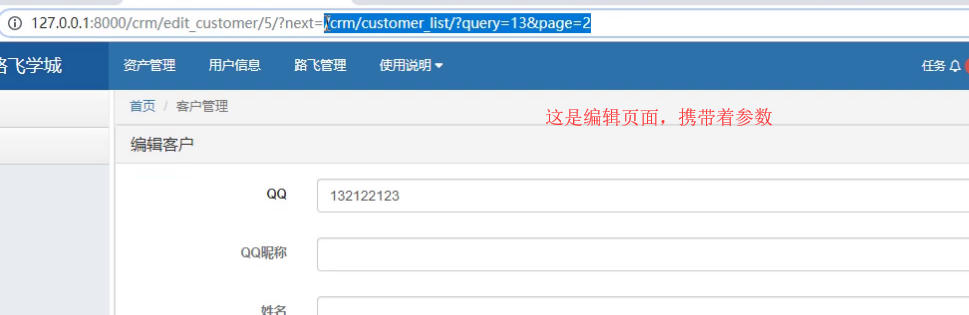 127.0.0.1:8000/crm/edit_customer/5/?next=/crm/customer_list/?query=13&page=2
路飞学城 资产管理 用户信息 路飞管理 使用说明 任务
首页 / 客户管理
这是编辑页面，携带着参数
编辑客户
QQ 132122123
QQ昵称
姓名